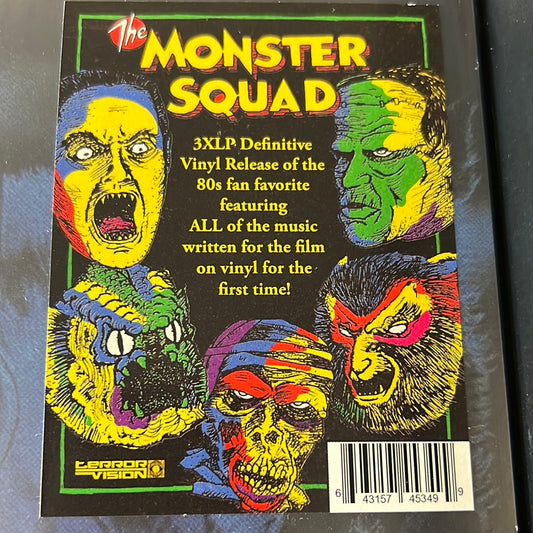 The
MONSTER
SQUAD
3XLP Definitive
Vinyl Release of the
80s fan favorite
featuring
ALL of the music
written for the film
on vinyl for the
first time!
TERROR
VISION
6 43157 45349 9